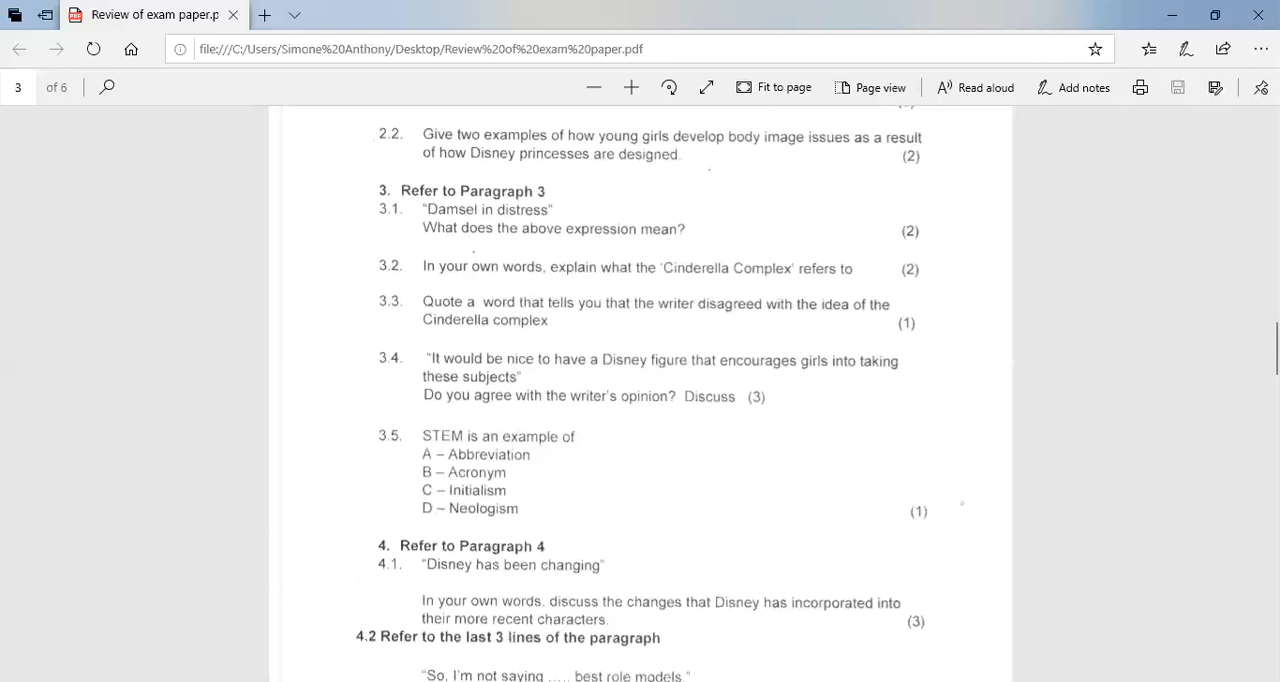 Review of exam paper.p
file:///C:/Users/Simone%20Anthony/Desktop/Review%20of%20exam%20paper.pdf
3 of 6 Fit to page Page view Read aloud Add notes
2.2. Give two examples of how young girls develop body image issues as a result
of how Disney princesses are designed. (2)
3. Refer to Paragraph 3
3.1. “Damsel in distress”
What does the above expression mean? (2)
3.2. In your own words, explain what the ‘Cinderella Complex’ refers to (2)
3.3. Quote a word that tells you that the writer disagreed with the idea of the
Cinderella complex (1)
3.4. “It would be nice to have a Disney figure that encourages girls into taking
these subjects”
Do you agree with the writer’s opinion? Discuss (3)
3.5. STEM is an example of
A – Abbreviation
B – Acronym
C – Initialism
D – Neologism (1)
4. Refer to Paragraph 4
4.1. “Disney has been changing”
In your own words, discuss the changes that Disney has incorporated into
their more recent characters. (3)
4.2 Refer to the last 3 lines of the paragraph
“So, I’m not saying ..... best role models.”